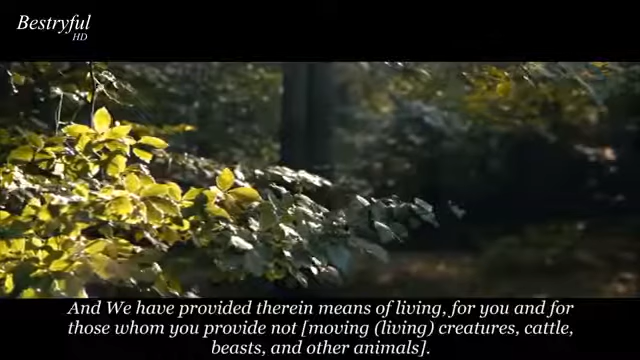 Bestryful
HD
And We have provided therein means of living, for you and for
those whom you provide not [moving (living) creatures, cattle,
beasts, and other animals].